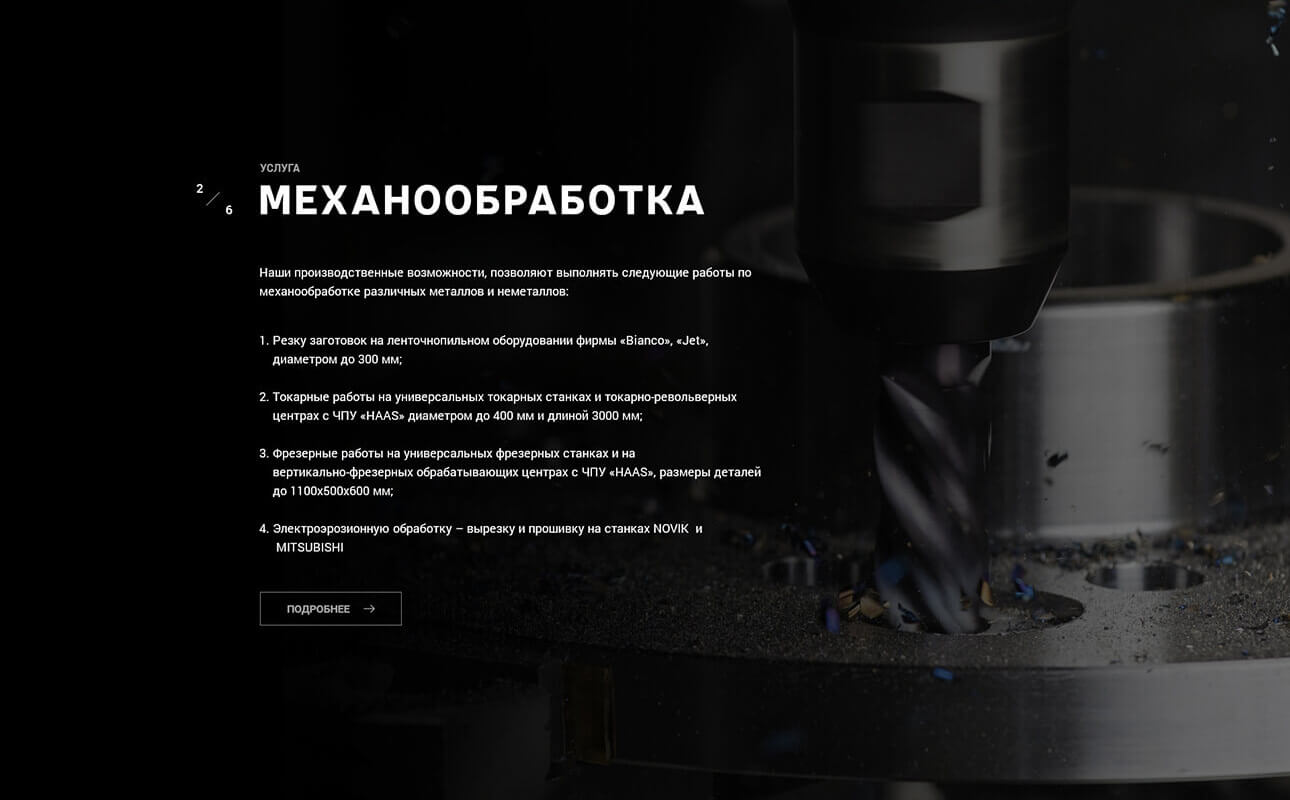 УСЛУГА
2
6
МЕХАНООБРАБОТКА
Наши производственные возможности, позволяют выполнять следующие работы по
механообработке различных металлов и неметаллов:
1. Резку заготовок на ленточнопильном оборудовании фирмы «Bianco», «Jet»,
диаметром до 300 мм;
2. Токарные работы на универсальных токарных станках и токарно-револьверных
центрах с ЧПУ «HAAS» диаметром до 400 мм и длиной 3000 мм;
3. Фрезерные работы на универсальных фрезерных станках и на
вертикально-фрезерных обрабатывающих центрах с ЧПУ «HAAS», размеры деталей
до 1100х500х600 мм;
4. Электроэрозионную обработку – вырезку и прошивку на станках NOVIK и
MITSUBISHI
ПОДРОБНЕЕ →